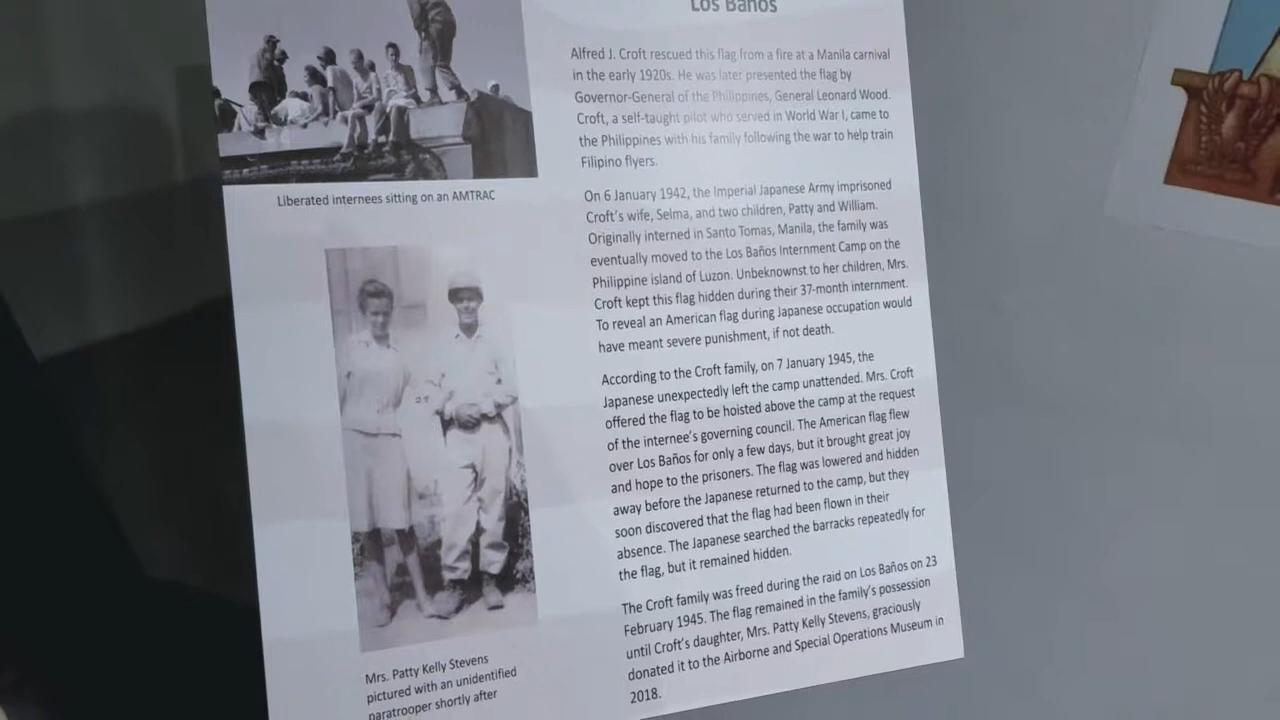 Los Baños
Alfred J. Croft rescued this flag from a fire at a Manila carnival
in the early 1920s. He was later presented the flag by
Governor-General of the Philippines, General Leonard Wood.
Croft, a self-taught pilot who served in World War I, came to
the Philippines with his family following the war to help train
Filipino flyers.
On 6 January 1942, the Imperial Japanese Army imprisoned
Croft's wife, Selma, and two children, Patty and William.
Originally interned in Santo Tomas, Manila, the family was
eventually moved to the Los Baños Internment Camp on the
Philippine island of Luzon. Unbeknownst to her children, Mrs.
Croft kept this flag hidden during their 37-month internment.
To reveal an American flag during Japanese occupation would
have meant severe punishment, if not death.
According to the Croft family, on 7 January 1945, the
Japanese unexpectedly left the camp unattended. Mrs. Croft
offered the flag to be hoisted above the camp at the request
of the internee's governing council. The American flag flew
over Los Baños for only a few days, but it brought great joy
and hope to the prisoners. The flag was lowered and hidden
away before the Japanese returned to the camp, but they
soon discovered that the flag had been flown in their
absence. The Japanese searched the barracks repeatedly for
the flag, but it remained hidden.
The Croft family was freed during the raid on Los Baños on 23
February 1945. The flag remained in the family's possession
until Croft's daughter, Mrs. Patty Kelly Stevens, graciously
donated it to the Airborne and Special Operations Museum in
2018.
Liberated internees sitting on an AMTRAC
Mrs. Patty Kelly Stevens
pictured with an unidentified
paratrooper shortly after